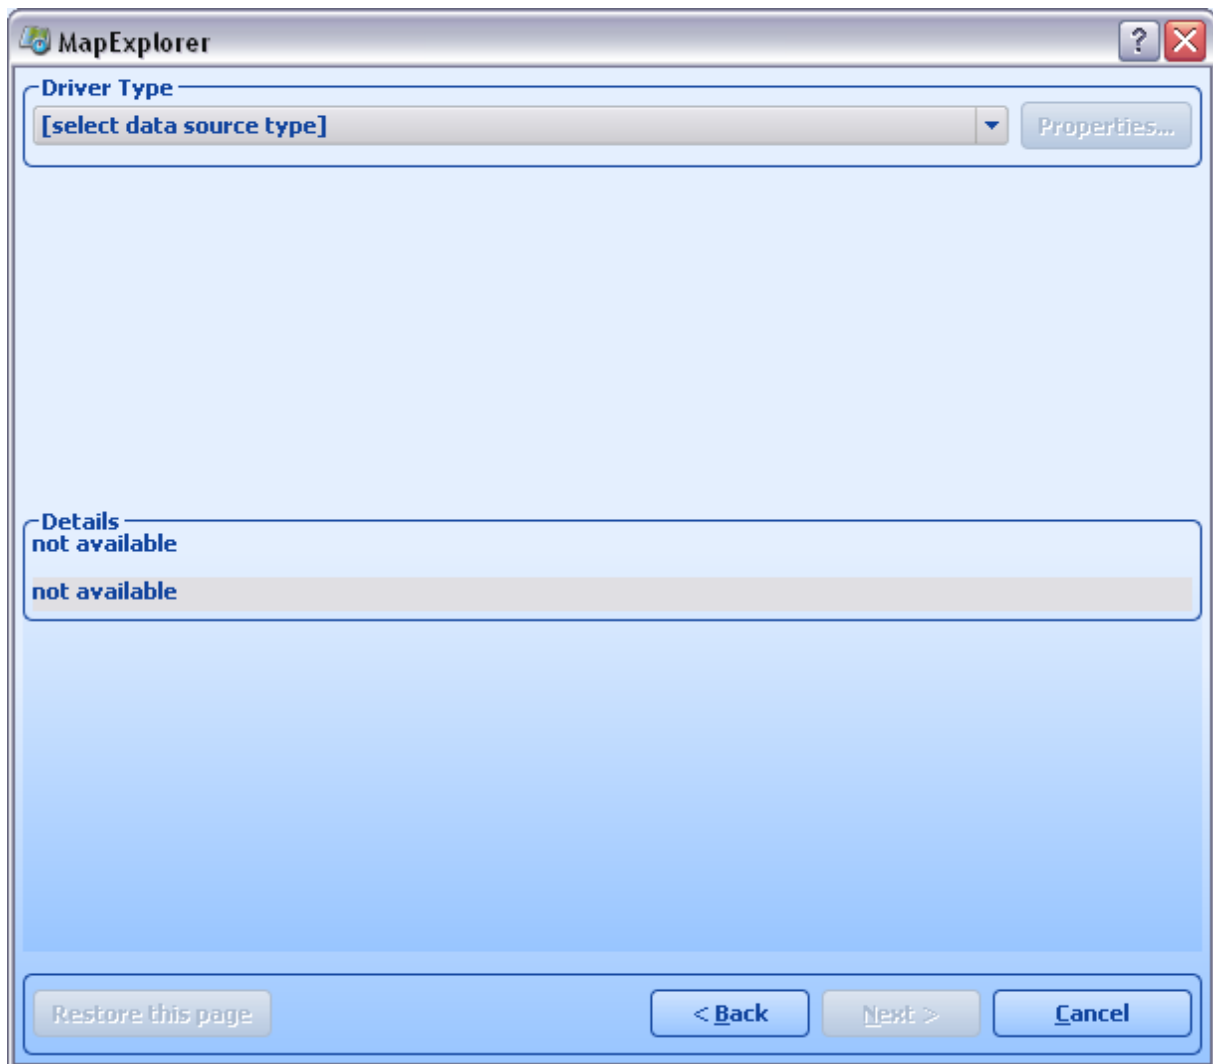 MapExplorer
?
Driver Type
[select data source type]
Properties...
Details
not available
not available
Restore this page
< Back
Next >
Cancel